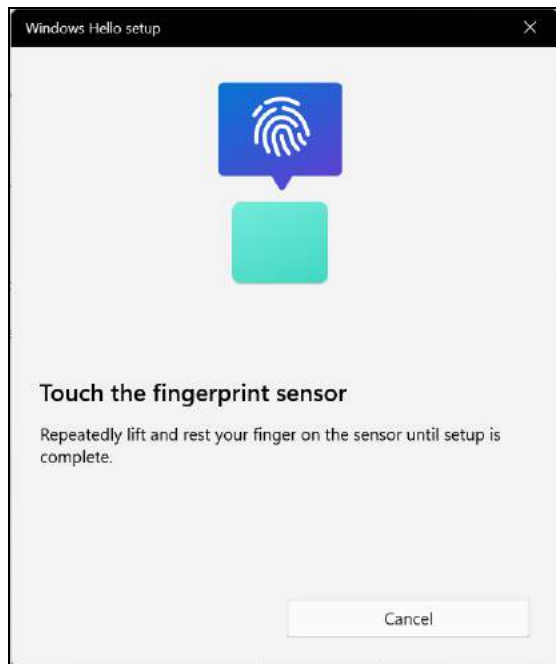 Windows Hello setup
Touch the fingerprint sensor
Repeatedly lift and rest your finger on the sensor until setup is
complete.
Cancel